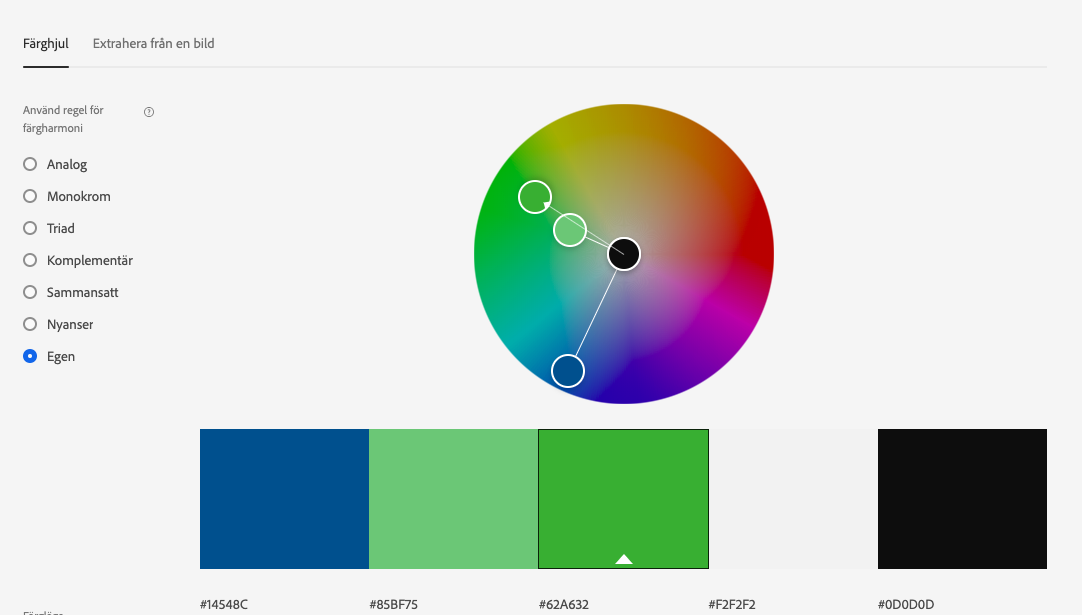 Färghjul
Extrahera från en bild
Använd regel för
färgharmoni
Analog
Monokrom
Triad
Komplementär
Sammansatt
Nyanser
Egen
#14548C
#85BF75
#62A632
#F2F2F2
#0D0D0D